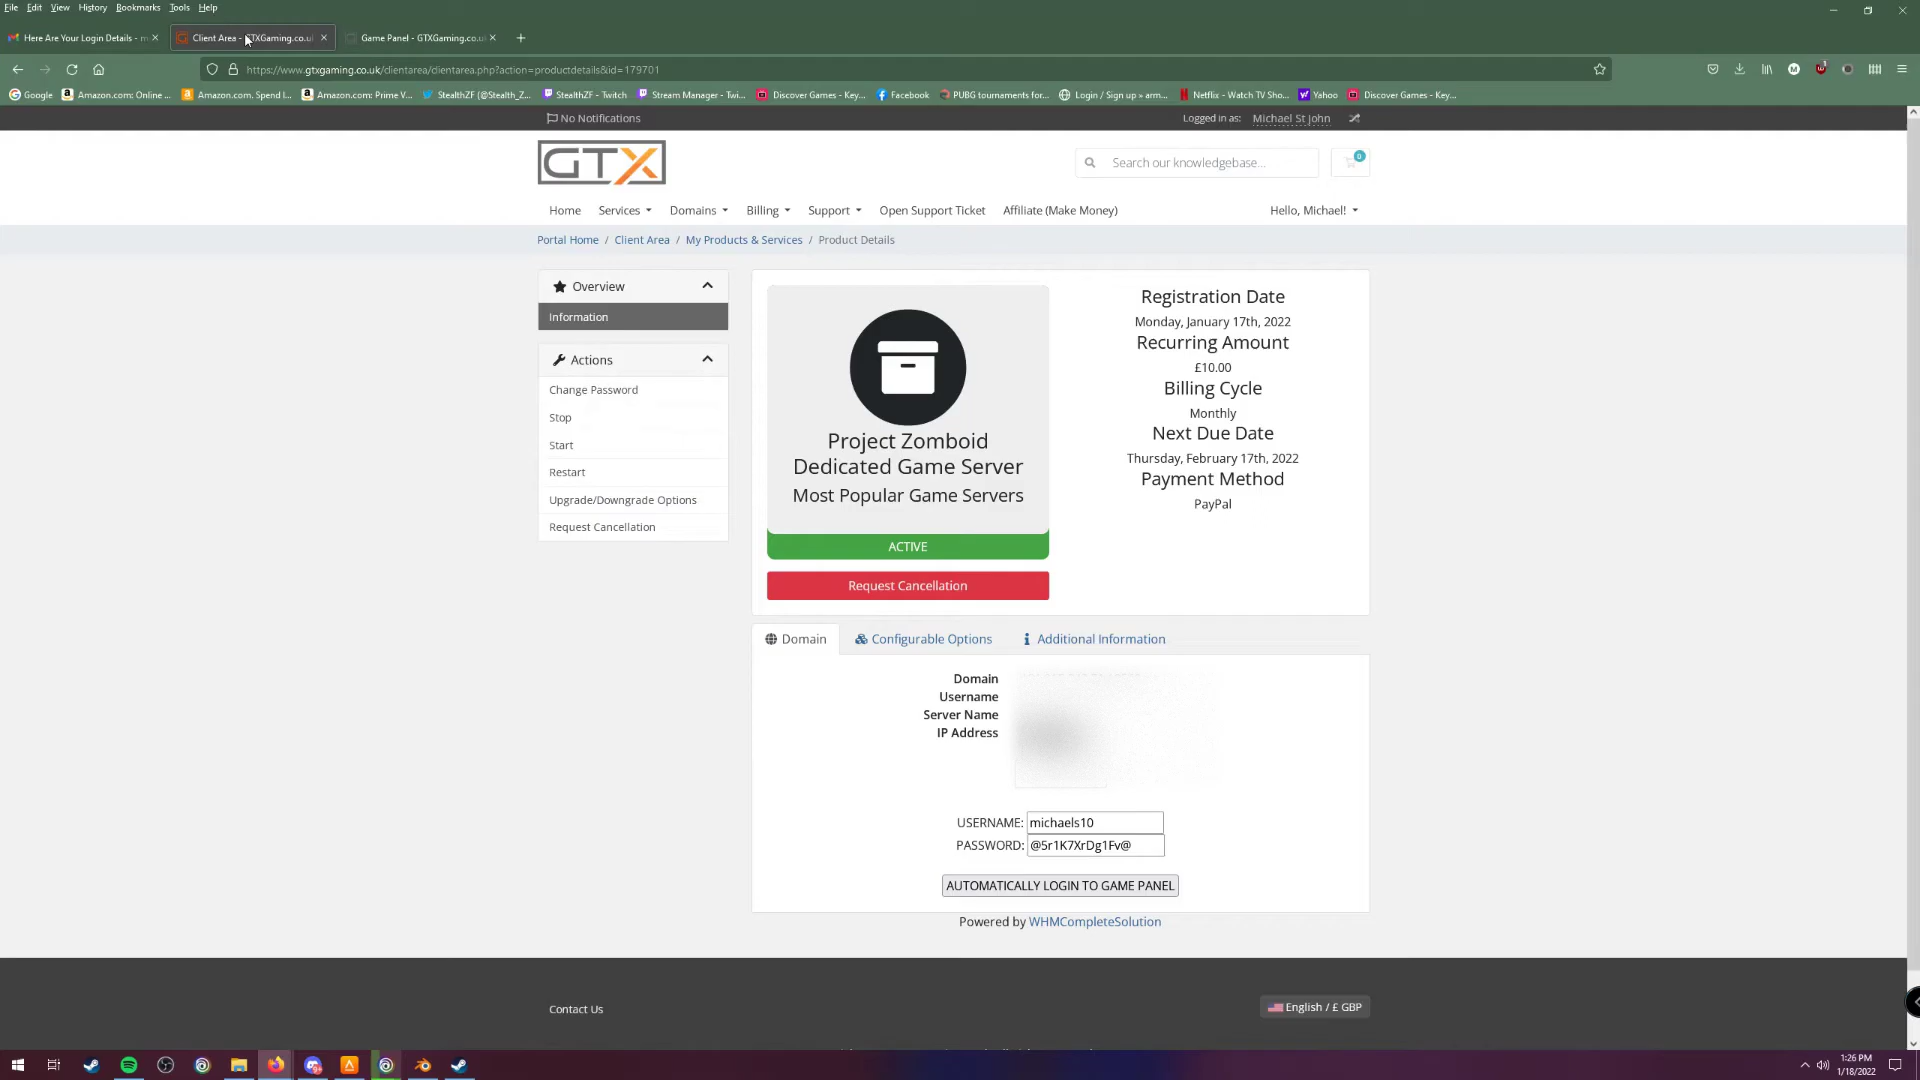 File Edit View History Bookmarks Tools Help
Here Are Your Login Details - m
Client Area - GTXGaming.co.u
Game Panel - GTXGaming.co.u
https://www.gtxgaming.co.uk/clientarea/clientarea.php?action=productdetails&id=179701
Google Amazon.com: Online ... Amazon.com. Spend l... Amazon.com: Prime V... StealthZF (@Stealth_Z... StealthZF - Twitch Stream Manager - Twi... Discover Games - Key... Facebook PUBG tournaments for... Login / Sign up » arm... Netflix - Watch TV Sho... Yahoo Discover Games - Key...
No Notifications
Logged in as: Michael St John
GTX
Search our knowledgebase...
0
Home Services Domains Billing Support Open Support Ticket Affiliate (Make Money) Hello, Michael!
Portal Home / Client Area / My Products & Services / Product Details
Overview
Information
Actions
Change Password
Stop
Start
Restart
Upgrade/Downgrade Options
Request Cancellation
Project Zomboid
Dedicated Game Server
Most Popular Game Servers
ACTIVE
Request Cancellation
Registration Date
Monday, January 17th, 2022
Recurring Amount
£10.00
Billing Cycle
Monthly
Next Due Date
Thursday, February 17th, 2022
Payment Method
PayPal
Domain Configurable Options Additional Information
Domain
Username
Server Name
IP Address
USERNAME: michaels10
PASSWORD: @5r1K7XrDg1Fv@
AUTOMATICALLY LOGIN TO GAME PANEL
Powered by WHMCompleteSolution
Contact Us
English / £ GBP
1:26 PM
1/18/2022